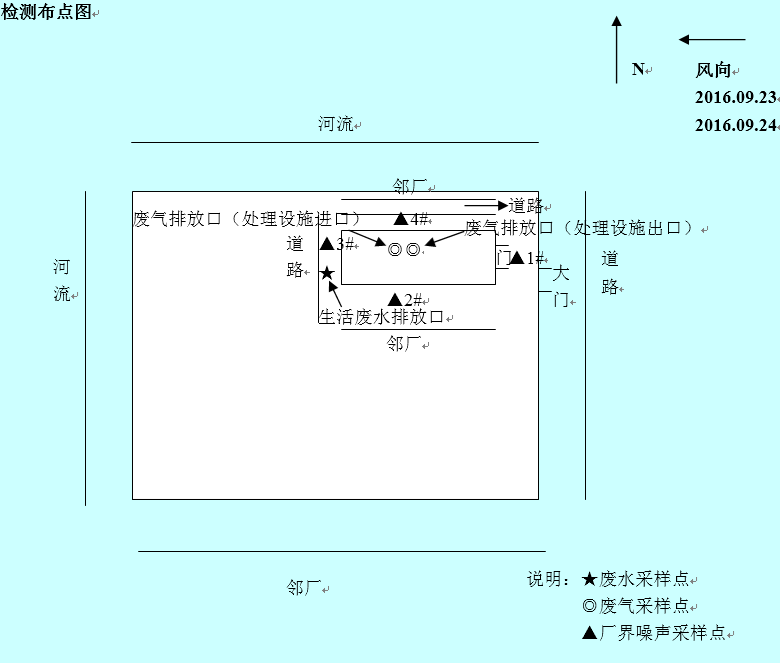 检测布点图
N
风向
2016.09.23
2016.09.24
河流
邻厂
道路
废气排放口（处理设施进口）
▲4#
废气排放口（处理设施出口）
道路
▲3#
◎◎
门
▲1#
道路
河流
★
大门
▲2#
生活废水排放口
邻厂
邻厂
说明：★废水采样点
◎废气采样点
▲厂界噪声采样点